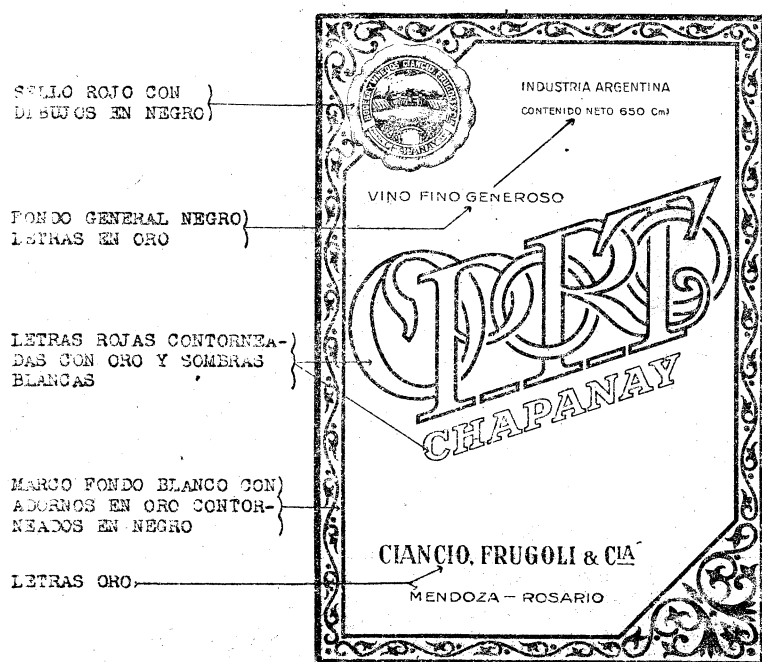 SELLO ROJO CON
DIBUJOS EN NEGRO
FONDO GENERAL NEGRO
LETRAS EN ORO
LETRAS ROJAS CONTORNEA-
DAS CON ORO Y SOMBRAS
BLANCAS
MARCO FONDO BLANCO CON
ADORNOS EN ORO CONTOR-
NEADOS EN NEGRO
LETRAS ORO
INDUSTRIA ARGENTINA
CONTENIDO NETO 650 Cm3
VINO FINO GENEROSO
OPORTO
CHAPANAY
CIANCIO, FRUGOLI & CIA
MENDOZA – ROSARIO